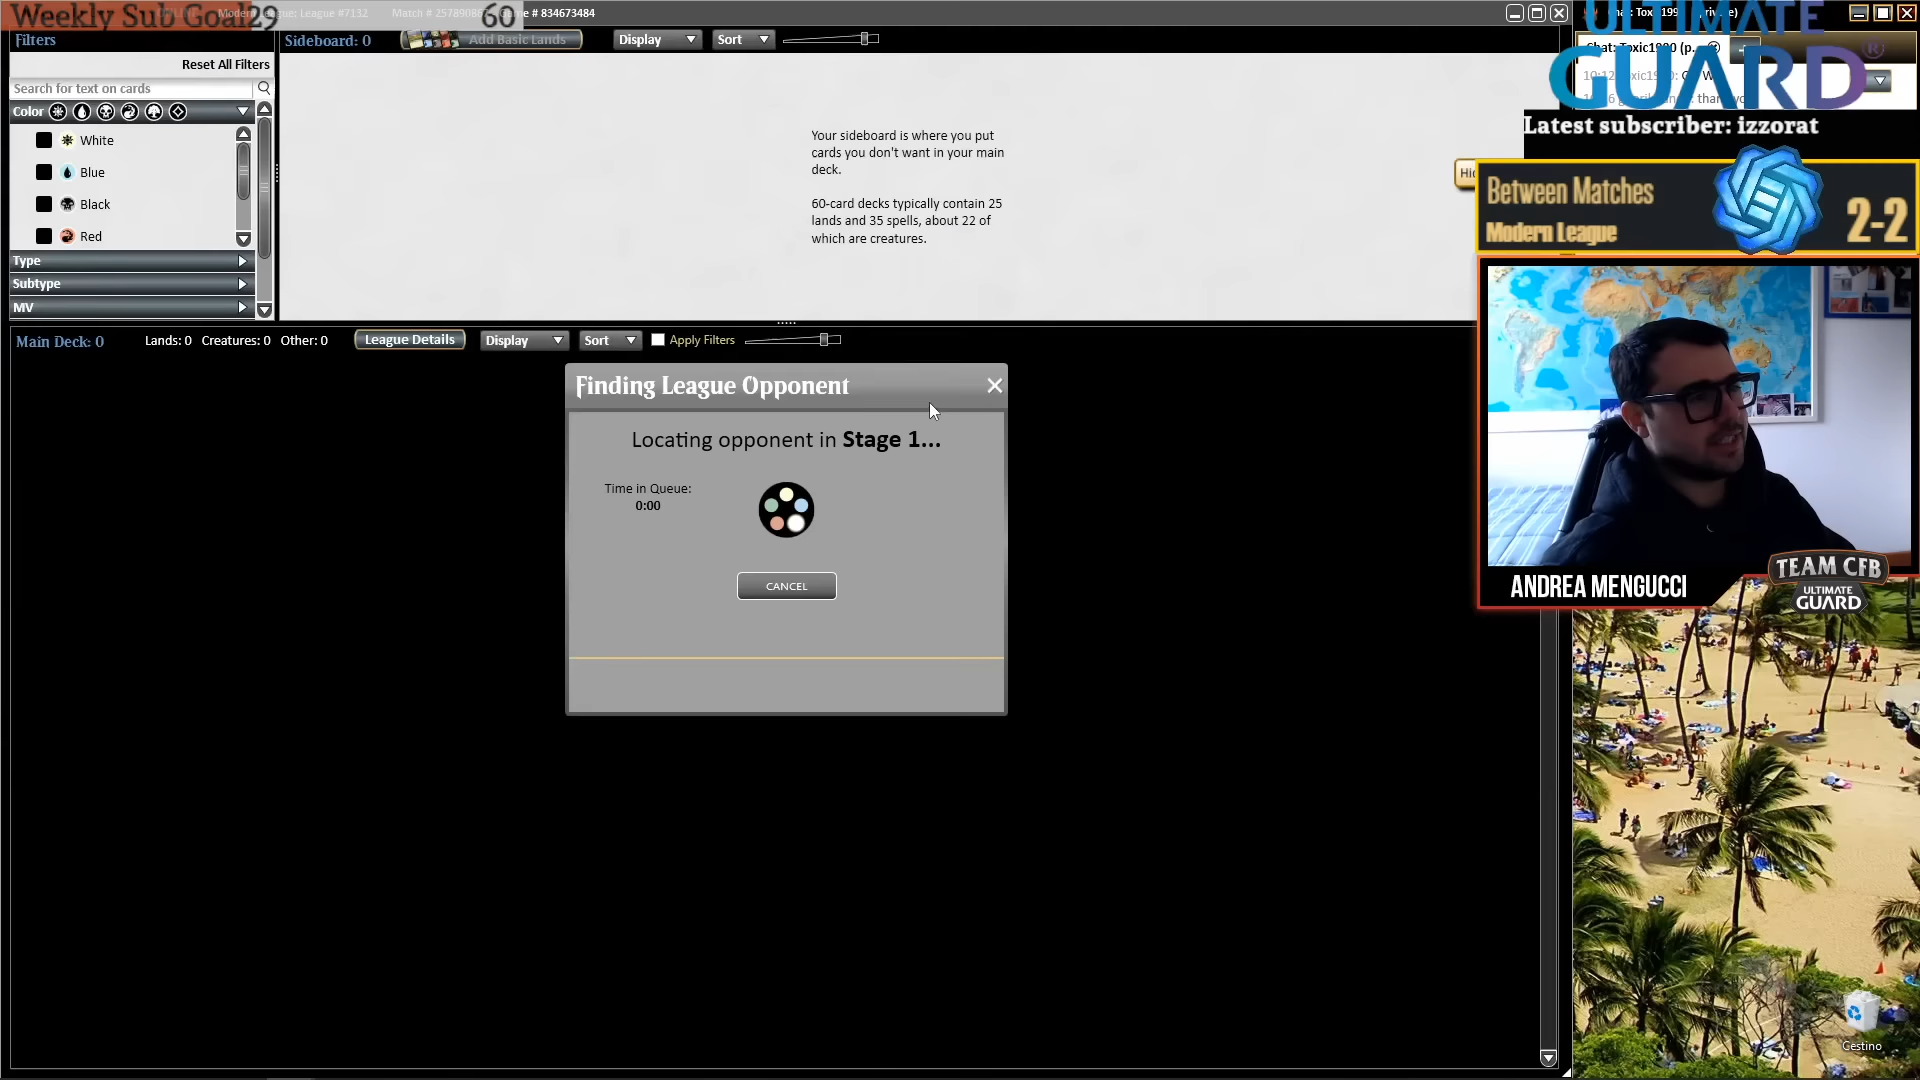 Weekly Sub Goal
29
60
Game # 834673484
Filters
Sideboard: 0
Add Basic Lands
Display
Sort
Reset All Filters
Search for text on cards
Color
White
Blue
Black
Red
Type
Subtype
MV
Your sideboard is where you put
cards you don't want in your main
deck.
60-card decks typically contain 25
lands and 35 spells, about 22 of
which are creatures.
Main Deck: 0
Lands: 0 Creatures: 0 Other: 0
League Details
Display
Sort
Apply Filters
Finding League Opponent
Locating opponent in Stage 1...
Time in Queue:
0:00
CANCEL
ULTIMATE
GUARD
Latest subscriber: izzorat
Between Matches
Modern League
2-2
ANDREA MENGUCCI
TEAM CFB
ULTIMATE
GUARD
Cestino